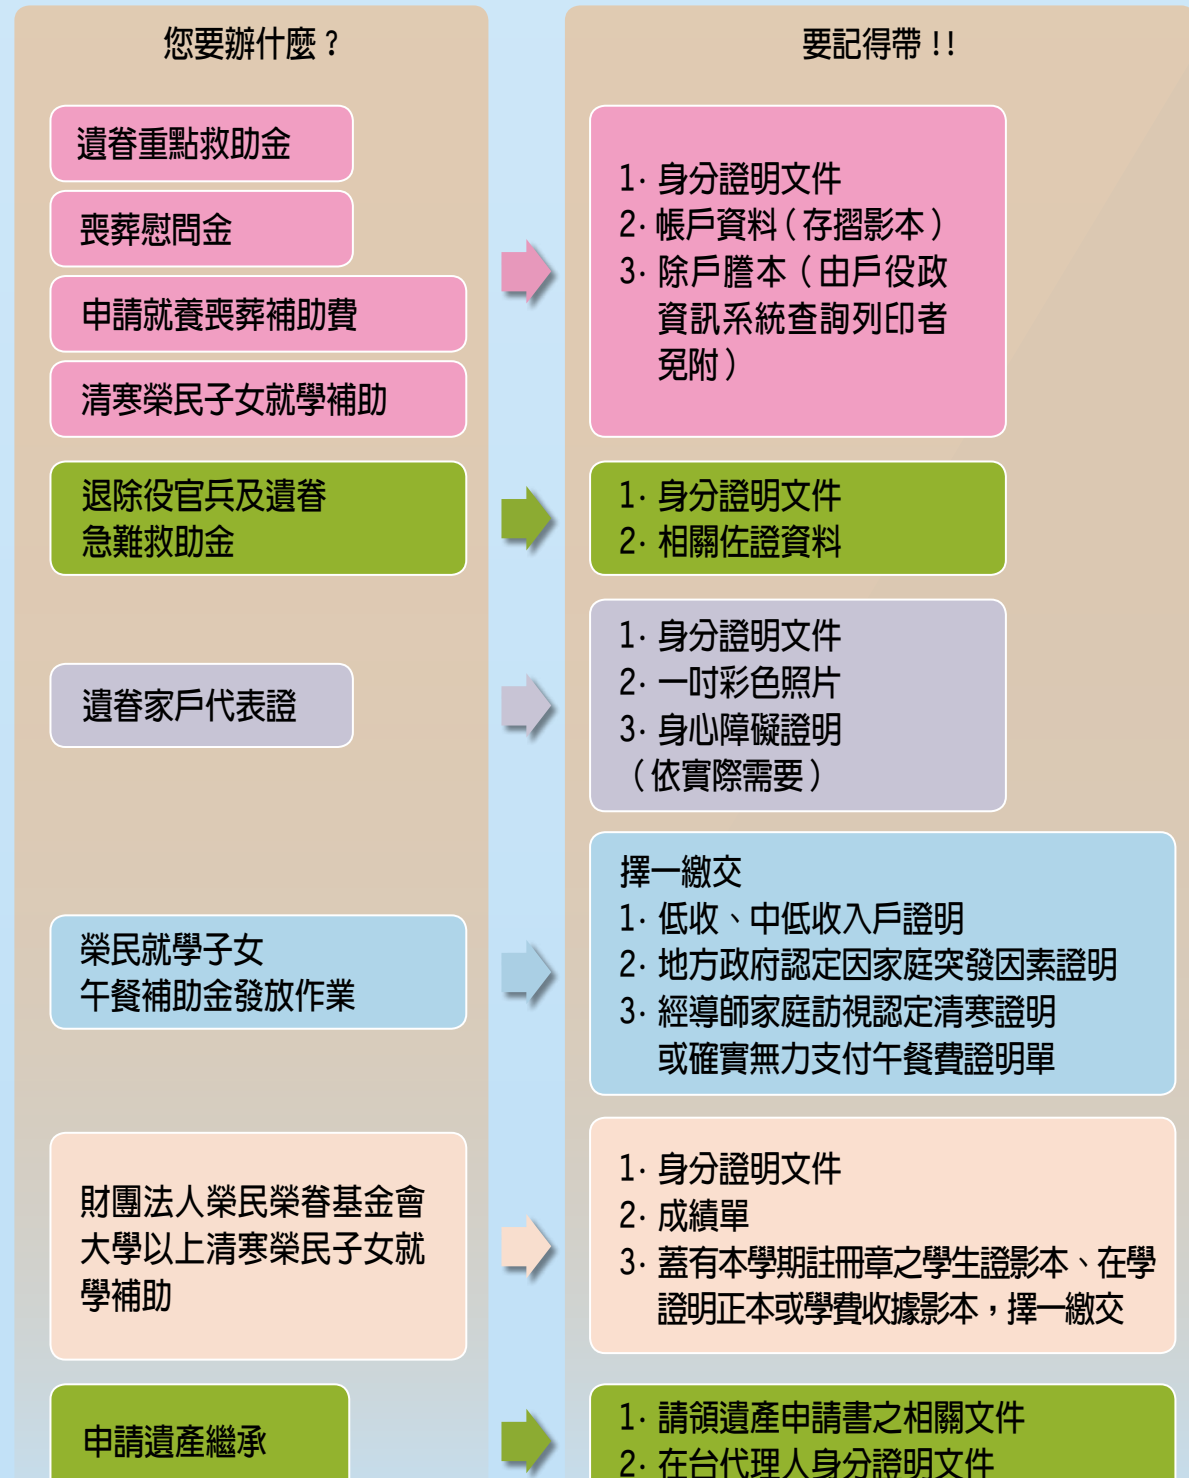 您要辦什麼？
要記得帶!!
遺眷重點救助金
喪葬慰問金
申請就養喪葬補助費
清寒榮民子女就學補助
1. 身分證明文件
2. 帳戶資料（存摺影本）
3. 除戶謄本（由戶役政
資訊系統查詢列印者
免附）
退除役官兵及遺眷
急難救助金
1. 身分證明文件
2. 相關佐證資料
遺眷家戶代表證
1. 身分證明文件
2. 一吋彩色照片
3. 身心障礙證明
（依實際需要）
榮民就學子女
午餐補助金發放作業
擇一繳交
1. 低收、中低收入戶證明
2. 地方政府認定因家庭突發因素證明
3. 經導師家庭訪視認定清寒證明
或確實無力支付午餐費證明單
財團法人榮民榮眷基金會
大學以上清寒榮民子女就
學補助
1. 身分證明文件
2. 成績單
3. 蓋有本學期註冊章之學生證影本、在學
證明正本或學費收據影本，擇一繳交
申請遺產繼承
1. 請領遺產申請書之相關文件
2. 在台代理人身分證明文件